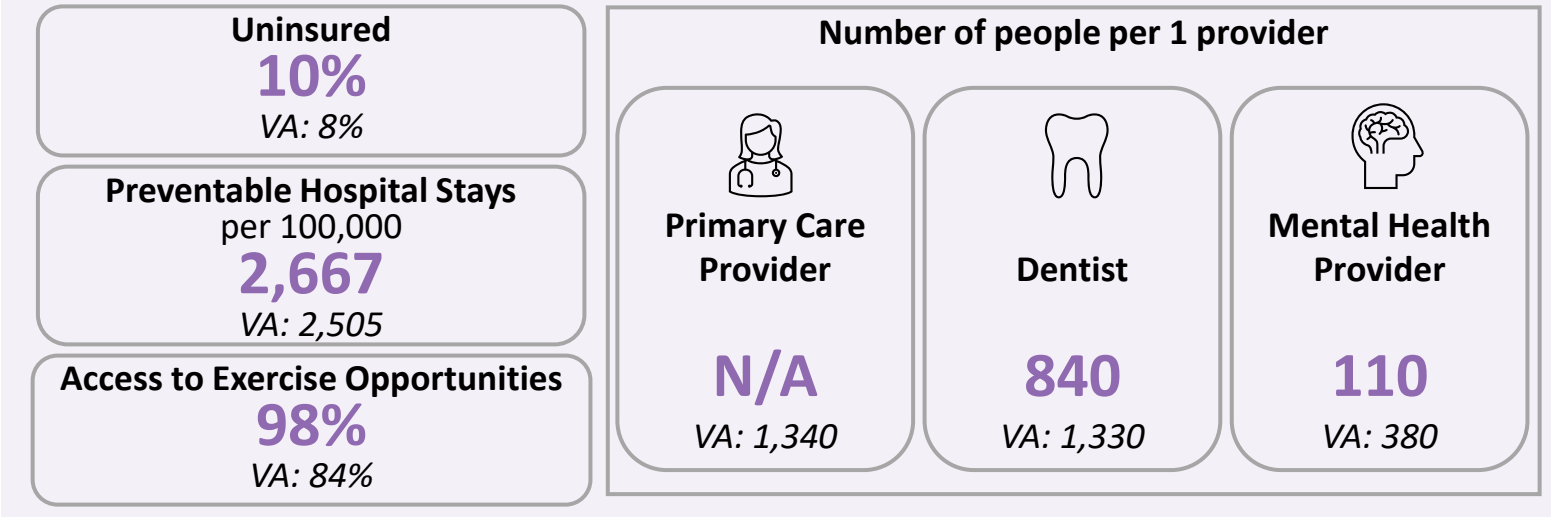 Uninsured
10%
VA: 8%
Preventable Hospital Stays
per 100,000
2,667
VA: 2,505
Access to Exercise Opportunities
98%
VA: 84%
Number of people per 1 provider
Primary Care
Provider
N/A
VA: 1,340
Dentist
840
VA: 1,330
Mental Health
Provider
110
VA: 380